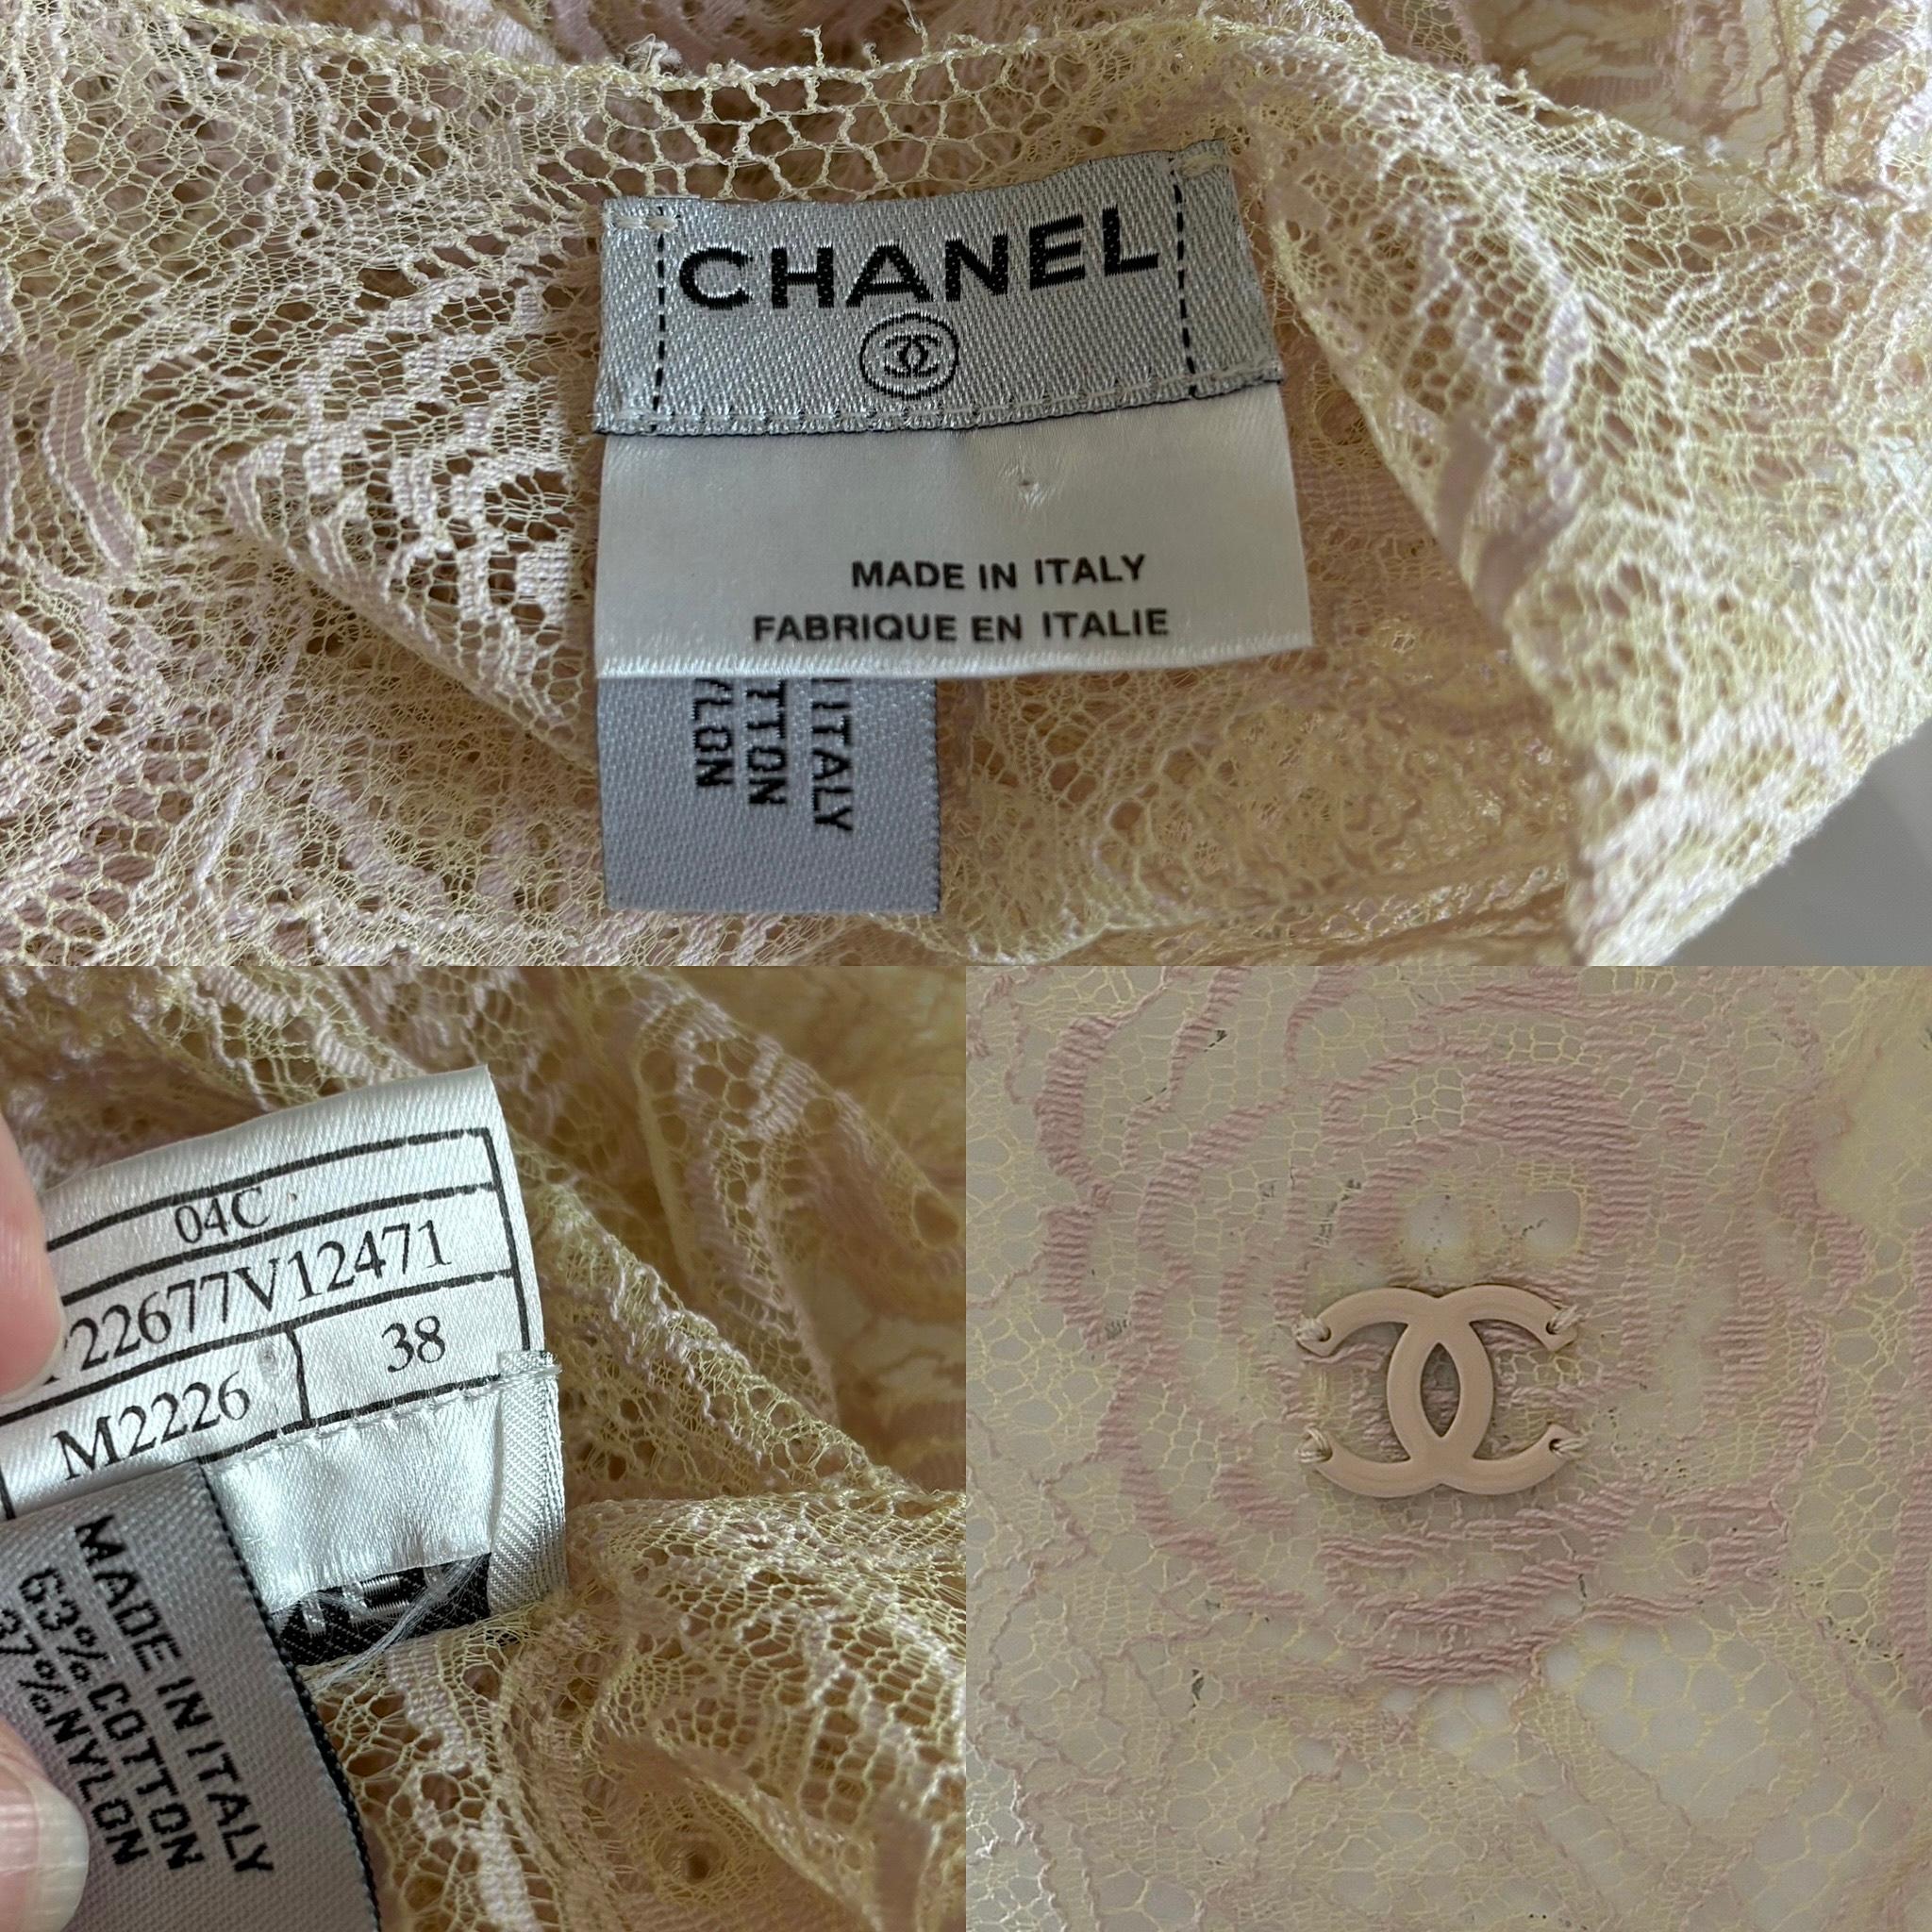 CHANEL
MADE IN ITALY
FABRIQUE EN ITALIE
ITALY
TTON
YLON
04C
P22677V12471
M2226 38
MADE IN ITALY
63% COTTON
37% NYLON